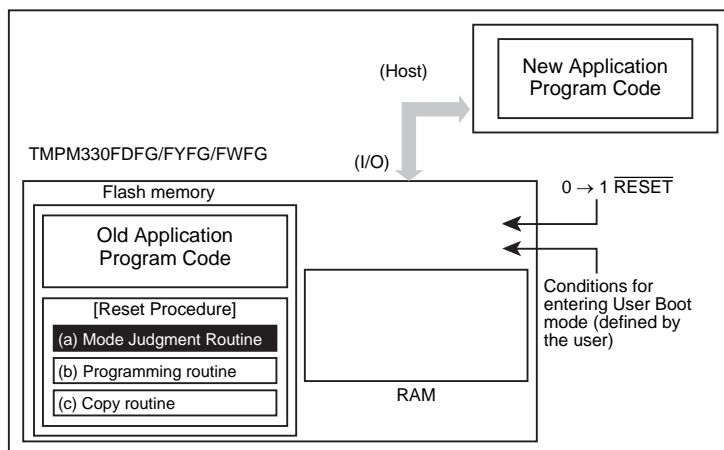 New Application
Program Code
(Host)
TMPM330FDFG/FYFG/FWFG
(I/O)
0 → 1 RESET
Flash memory
Old Application
Program Code
[Reset Procedure]
(a) Mode Judgment Routine
(b) Programming routine
(c) Copy routine
RAM
Conditions for
entering User Boot
mode (defined by
the user)